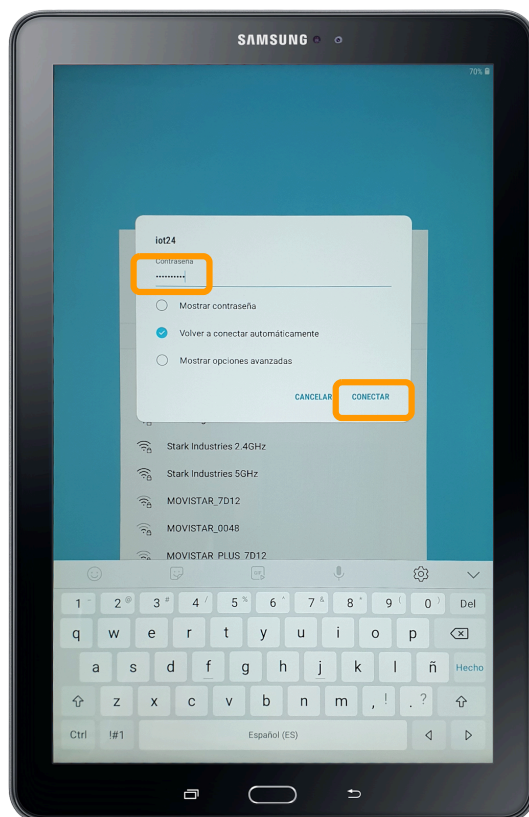 SAMSUNG
70%
iot24
Contraseña
••••••••••
Mostrar contraseña
Volver a conectar automáticamente
Mostrar opciones avanzadas
CANCELAR CONECTAR
Stark Industries 2.4GHz
Stark Industries 5GHz
MOVISTAR_7D12
MOVISTAR_0048
MOVISTAR_PLUS_7D12
GIF
1 - 2 @ 3 # 4 / 5 % 6 ^ 7 & 8 * 9 ( 0 ) Del
q w e r t y u i o p
a s d f g h j k l ñ Hecho
z x c v b n m , ! . ?
Ctrl !#1 Español (ES)